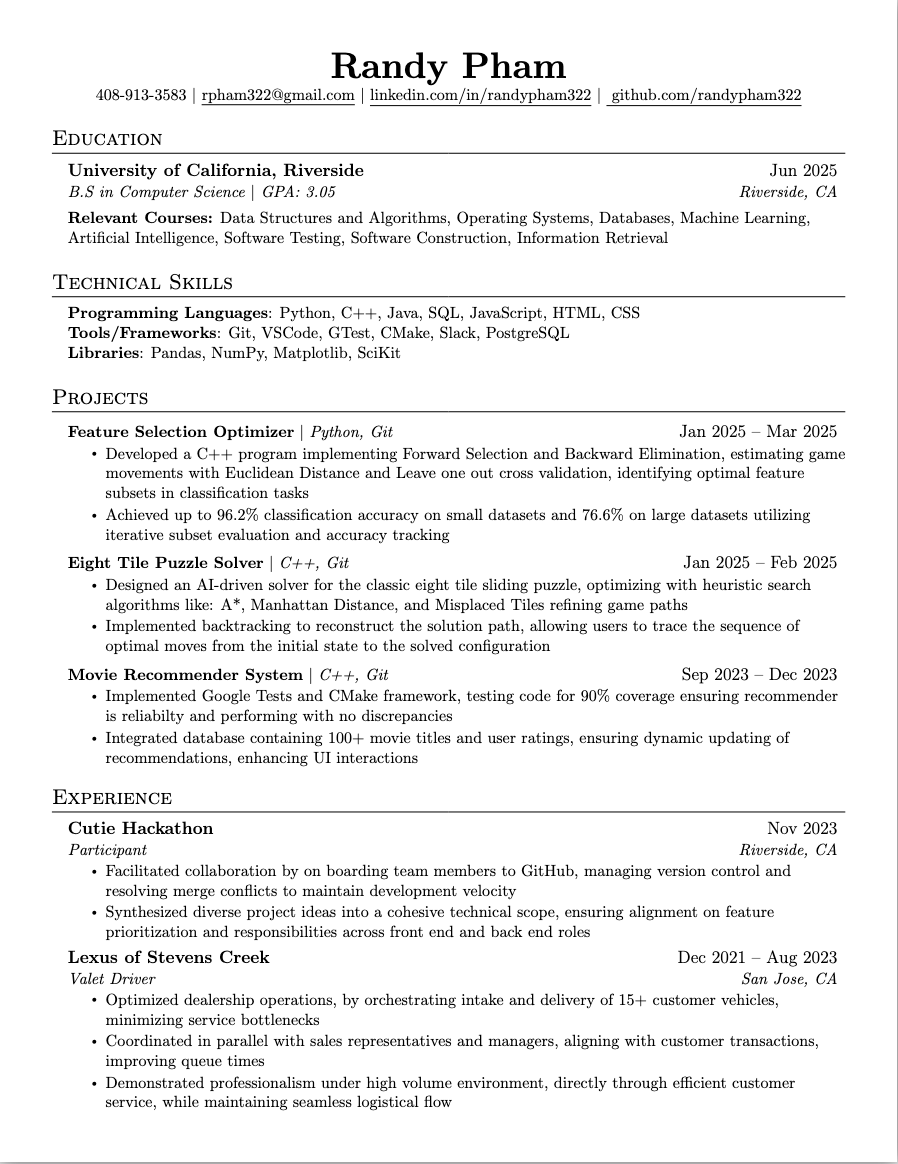 Randy Pham
408-913-3583 | rpham322@gmail.com | linkedin.com/in/randypham322 | github.com/randypham322
Education
University of California, Riverside Jun 2025
B.S in Computer Science | GPA: 3.05 Riverside, CA
Relevant Courses: Data Structures and Algorithms, Operating Systems, Databases, Machine Learning,
Artificial Intelligence, Software Testing, Software Construction, Information Retrieval
Technical Skills
Programming Languages: Python, C++, Java, SQL, JavaScript, HTML, CSS
Tools/Frameworks: Git, VSCode, GTest, CMake, Slack, PostgreSQL
Libraries: Pandas, NumPy, Matplotlib, SciKit
Projects
Feature Selection Optimizer | Python, Git Jan 2025 – Mar 2025
• Developed a C++ program implementing Forward Selection and Backward Elimination, estimating game
movements with Euclidean Distance and Leave one out cross validation, identifying optimal feature
subsets in classification tasks
• Achieved up to 96.2% classification accuracy on small datasets and 76.6% on large datasets utilizing
iterative subset evaluation and accuracy tracking
Eight Tile Puzzle Solver | C++, Git Jan 2025 – Feb 2025
• Designed an AI-driven solver for the classic eight tile sliding puzzle, optimizing with heuristic search
algorithms like: A*, Manhattan Distance, and Misplaced Tiles refining game paths
• Implemented backtracking to reconstruct the solution path, allowing users to trace the sequence of
optimal moves from the initial state to the solved configuration
Movie Recommender System | C++, Git Sep 2023 – Dec 2023
• Implemented Google Tests and CMake framework, testing code for 90% coverage ensuring recommender
is reliabilty and performing with no discrepancies
• Integrated database containing 100+ movie titles and user ratings, ensuring dynamic updating of
recommendations, enhancing UI interactions
Experience
Cutie Hackathon Nov 2023
Participant Riverside, CA
• Facilitated collaboration by on boarding team members to GitHub, managing version control and
resolving merge conflicts to maintain development velocity
• Synthesized diverse project ideas into a cohesive technical scope, ensuring alignment on feature
prioritization and responsibilities across front end and back end roles
Lexus of Stevens Creek Dec 2021 – Aug 2023
Valet Driver San Jose, CA
• Optimized dealership operations, by orchestrating intake and delivery of 15+ customer vehicles,
minimizing service bottlenecks
• Coordinated in parallel with sales representatives and managers, aligning with customer transactions,
improving queue times
• Demonstrated professionalism under high volume environment, directly through efficient customer
service, while maintaining seamless logistical flow